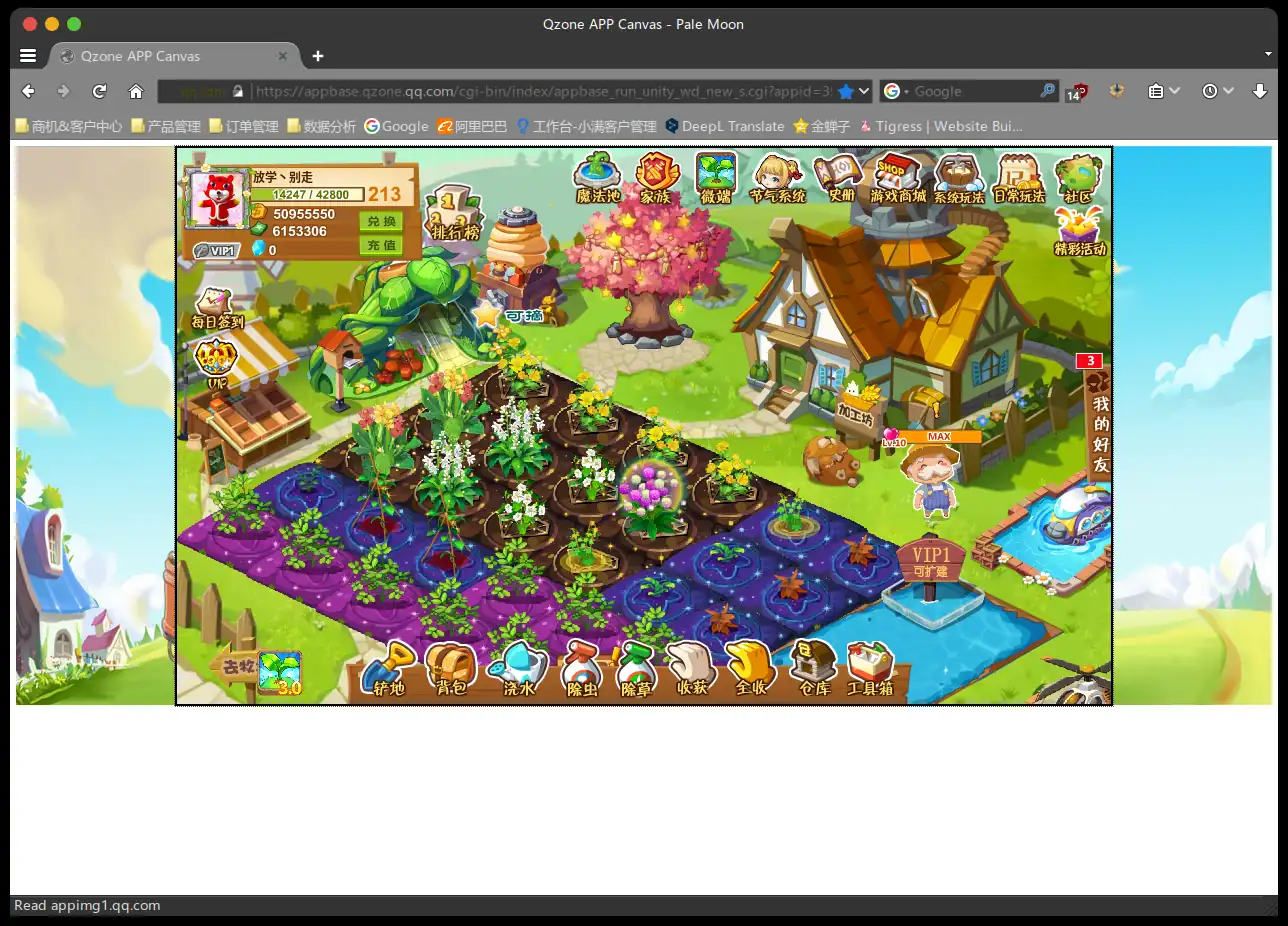 Qzone APP Canvas - Pale Moon
Qzone APP Canvas
https://appbase.qzone.qq.com/cgi-bin/index/appbase_run_unity_wd_new_s.cgi?appid=3
Google
14
商机&客户中心 产品管理 订单管理 数据分析 Google 阿里巴巴 工作台-小满客户管理 DeepL Translate 金蝉子 Tigress | Website Bui...
放学丶别走
14247 / 42800
213
50955550
兑换
6153306
VIP1
0
充值
排行榜
魔法池 家族 微端 节气系统 史册 游戏商城 系统玩法 日常玩法 社区
SHOP
精彩活动
每日签到
VIP
可摘
加工坊
3
我的好友
Lv.10
MAX
VIP1
可扩建
去牧
3.0
铲地 背包 浇水 除虫 除草 收获 全收 仓库 工具箱
Read appimg1.qq.com